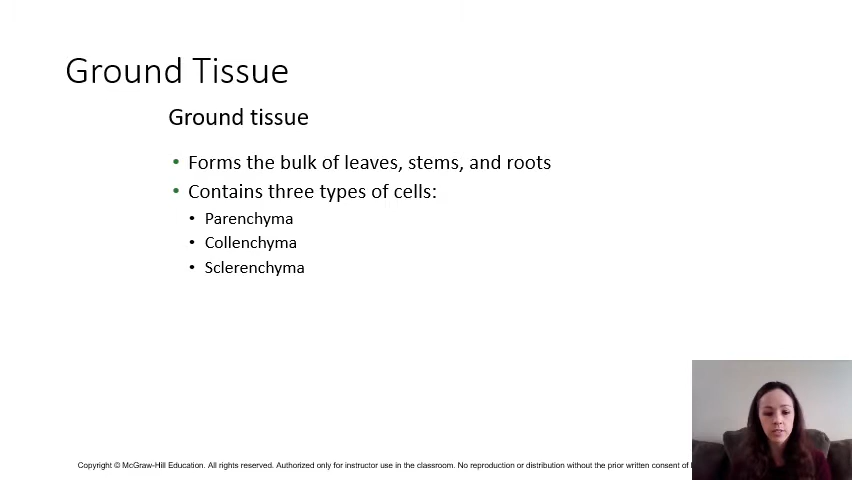 Ground Tissue
Ground tissue
• Forms the bulk of leaves, stems, and roots
• Contains three types of cells:
• Parenchyma
• Collenchyma
• Sclerenchyma
Copyright © McGraw-Hill Education. All rights reserved. Authorized only for instructor use in the classroom. No reproduction or distribution without the prior written consent of